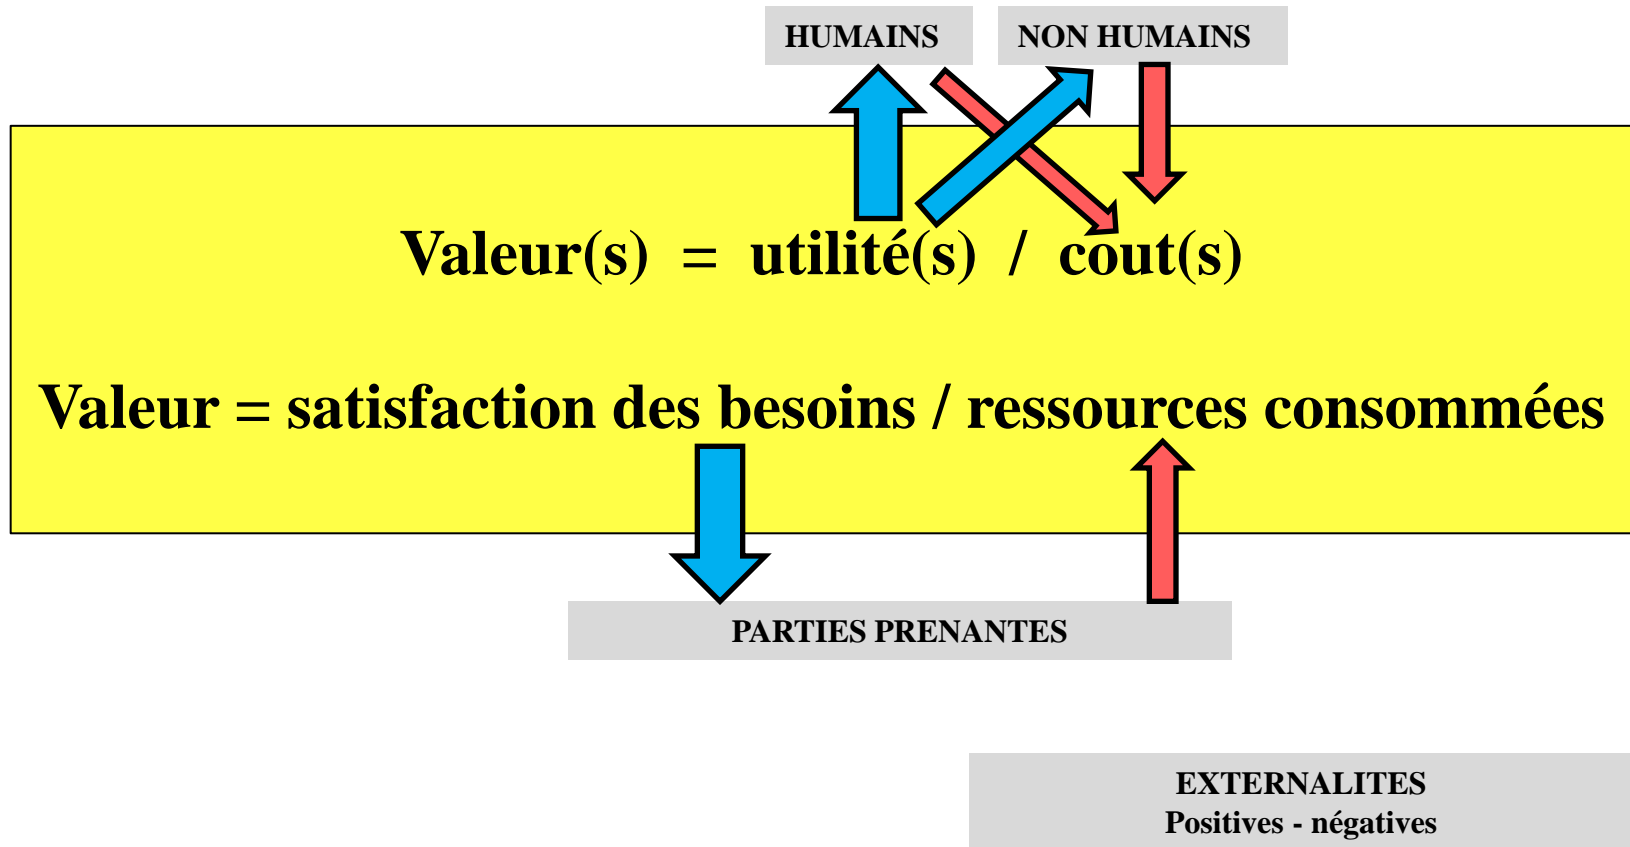 HUMAINS
NON HUMAINS
Valeur(s) = utilité(s) / cout(s)
Valeur = satisfaction des besoins / ressources consommées
PARTIES PRENANTES
EXTERNALITES
Positives - négatives